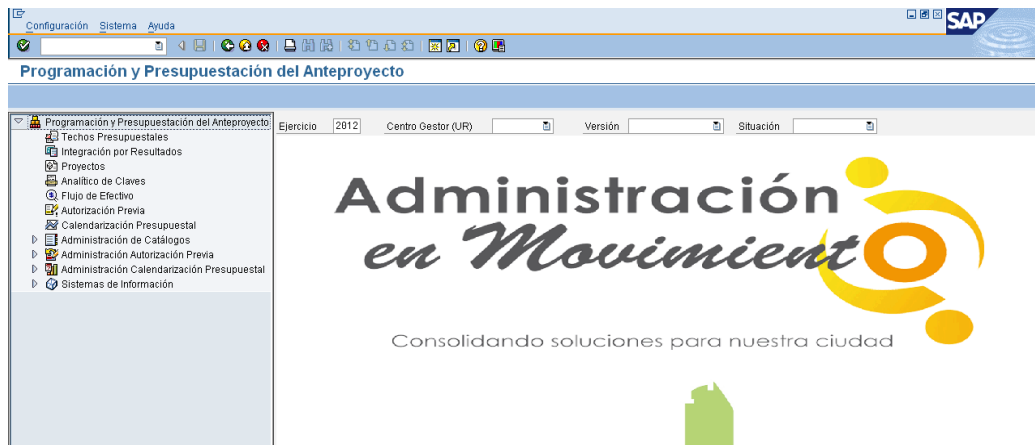 Configuración Sistema Ayuda
SAP
Programación y Presupuestación del Anteproyecto
Programación y Presupuestación del Anteproyecto
Techos Presupuestales
Integración por Resultados
Proyectos
Analítico de Claves
Flujo de Efectivo
Autorización Previa
Calendarización Presupuestal
Administración de Catálogos
Administración Autorización Previa
Administración Calendarización Presupuestal
Sistemas de Información
Ejercicio 2012 Centro Gestor (UR) Versión Situación
Administración
en Movimiento
Consolidando soluciones para nuestra ciudad